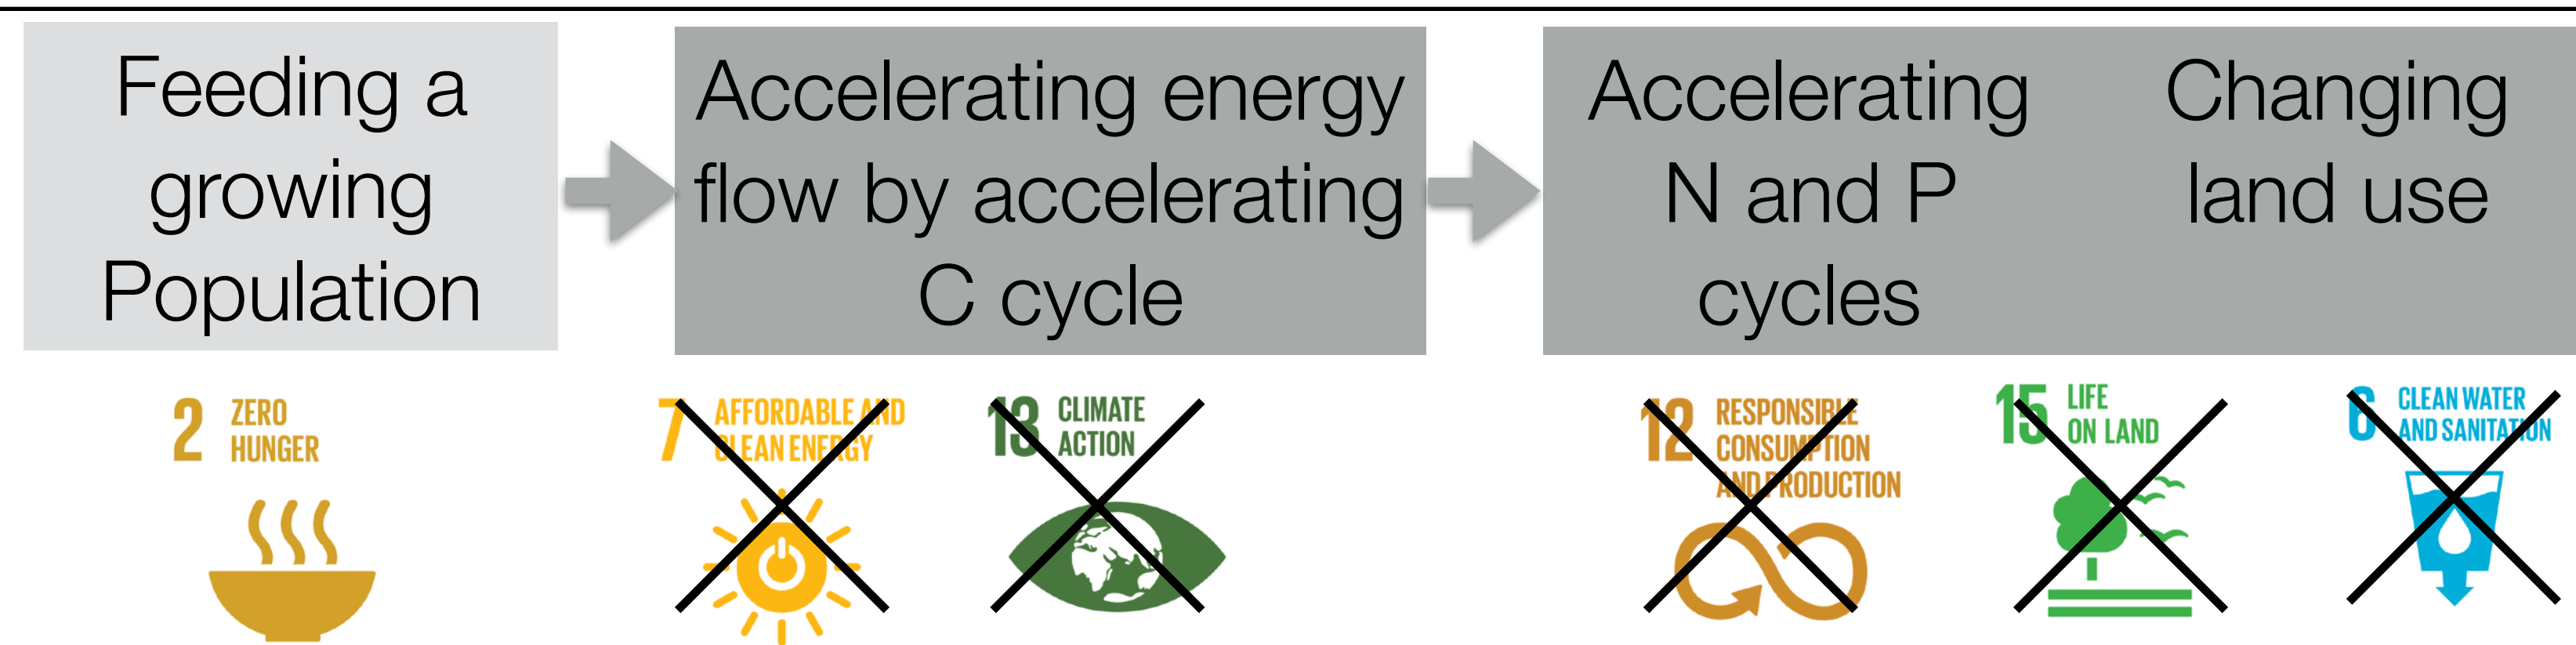 Feeding a
growing
Population
Accelerating energy
flow by accelerating
C cycle
Accelerating
N and P
cycles
Changing
land use
2 ZERO
HUNGER
7 AFFORDABLE AND
CLEAN ENERGY
13 CLIMATE
ACTION
12 RESPONSIBLE
CONSUMPTION
AND PRODUCTION
15 LIFE
ON LAND
6 CLEAN WATER
AND SANITATION